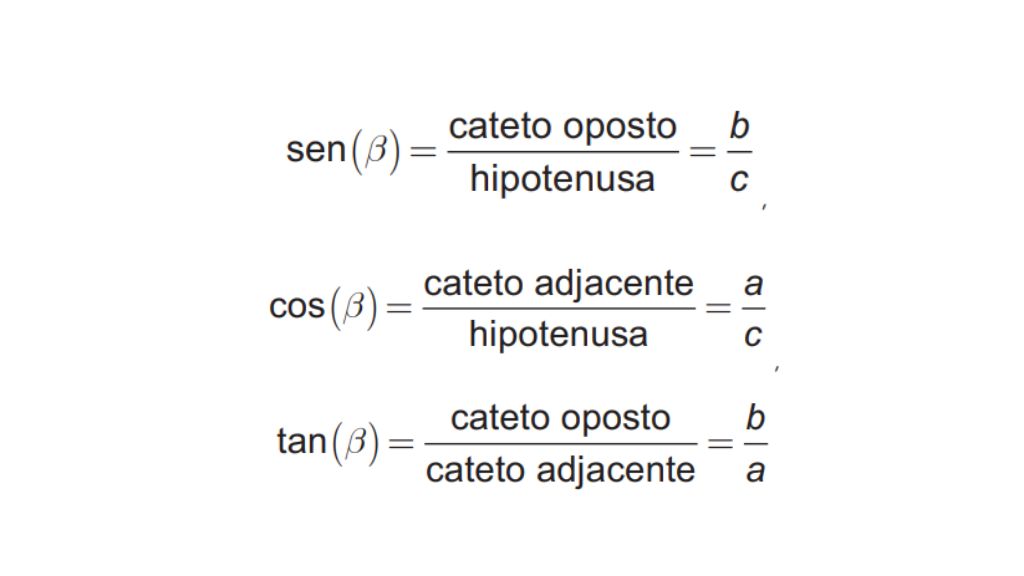 sen(β) = cateto oposto / hipotenusa = b / c ,
cos(β) = cateto adjacente / hipotenusa = a / c ,
tan(β) = cateto oposto / cateto adjacente = b / a